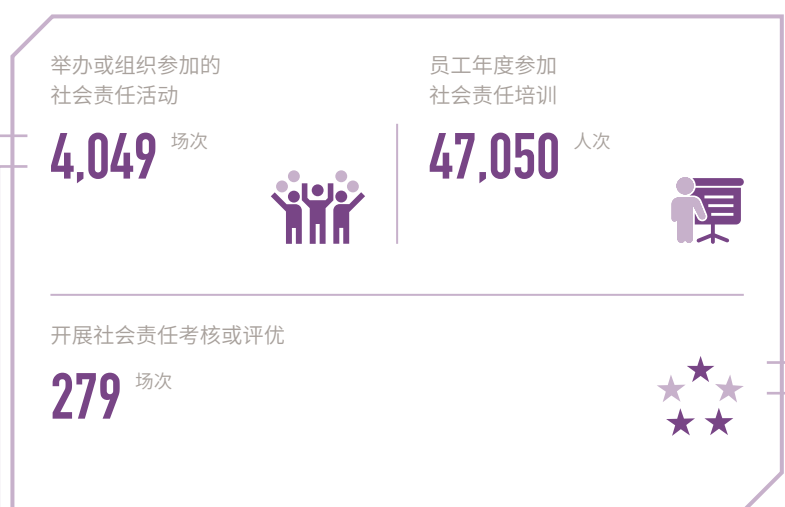 举办或组织参加的
社会责任活动
4,049 场次
员工年度参加
社会责任培训
47,050 人次
开展社会责任考核或评优
279 场次